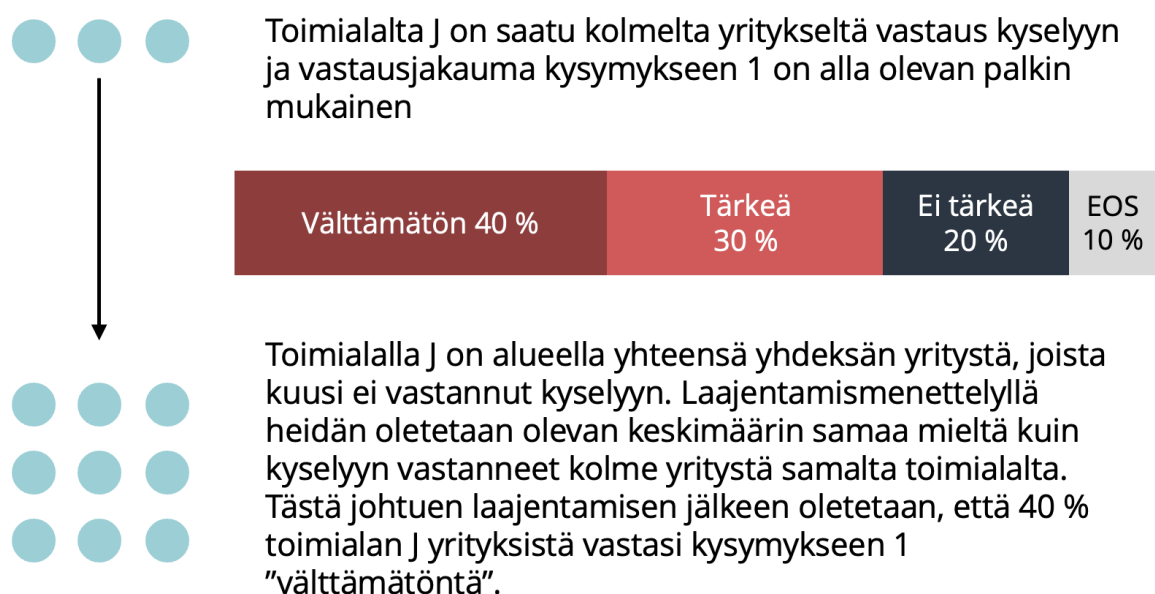 Toimialalta J on saatu kolmelta yritykseltä vastaus kyselyyn
ja vastausjakauma kysymykseen 1 on alla olevan palkin
mukainen
Välttämätön 40 %
Tärkeä
30 %
Ei tärkeä
20 %
EOS
10 %
Toimialalla J on alueella yhteensä yhdeksän yritystä, joista
kuusi ei vastannut kyselyyn. Laajentamismenettelyllä
heidän oletetaan olevan keskimäärin samaa mieltä kuin
kyselyyn vastanneet kolme yritystä samalta toimialalta.
Tästä johtuen laajentamisen jälkeen oletetaan, että 40 %
toimialan J yrityksistä vastasi kysymykseen 1
”välttämätöntä”.